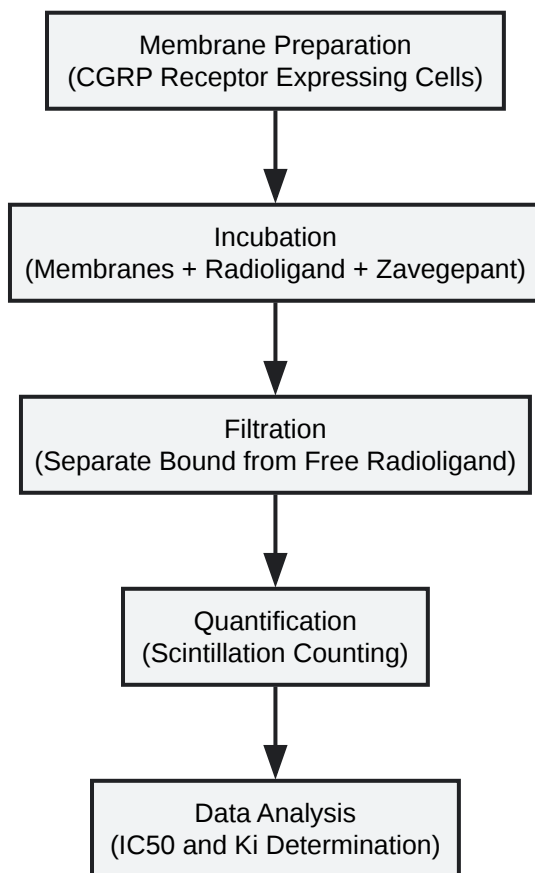 Membrane Preparation
(CGRP Receptor Expressing Cells)
Incubation
(Membranes + Radioligand + Zavegepant)
Filtration
(Separate Bound from Free Radioligand)
Quantification
(Scintillation Counting)
Data Analysis
(IC50 and Ki Determination)